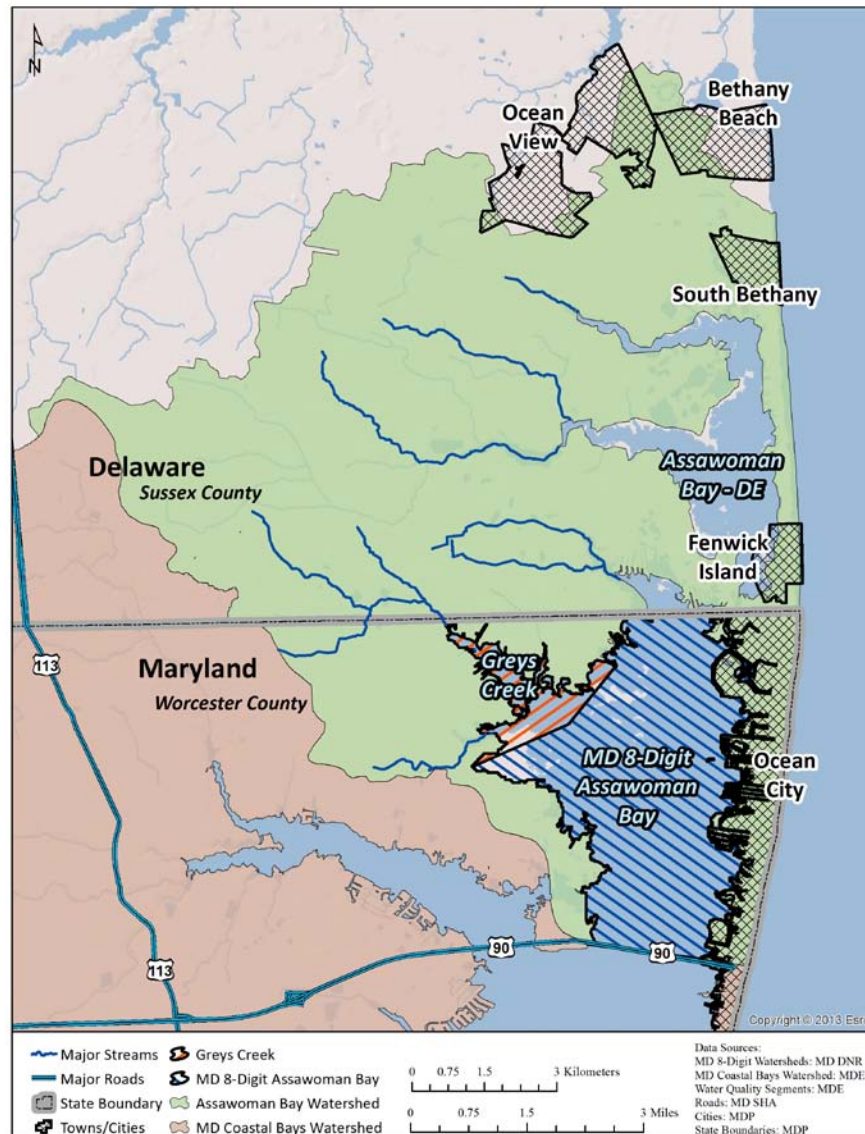 N
Ocean
View
Bethany
Beach
South Bethany
Assawoman
Bay - DE
Delaware
Sussex County
Fenwick
Island
113
Maryland
Worcester County
Greys
Creek
MD 8-Digit
Assawoman
Bay
Ocean
City
90
90
113
Copyright © 2013 Esri
Major Streams
Major Roads
State Boundary
Towns/Cities
Greys Creek
MD 8-Digit Assawoman Bay
Assawoman Bay Watershed
MD Coastal Bays Watershed
0 0.75 1.5 3 Kilometers
0 0.75 1.5 3 Miles
Data Sources:
MD 8-Digit Watersheds: MD DNR
MD Coastal Bays Watershed: MDE
Water Quality Segments: MDE
Roads: MD SHA
Cities: MDP
State Boundaries: MDP